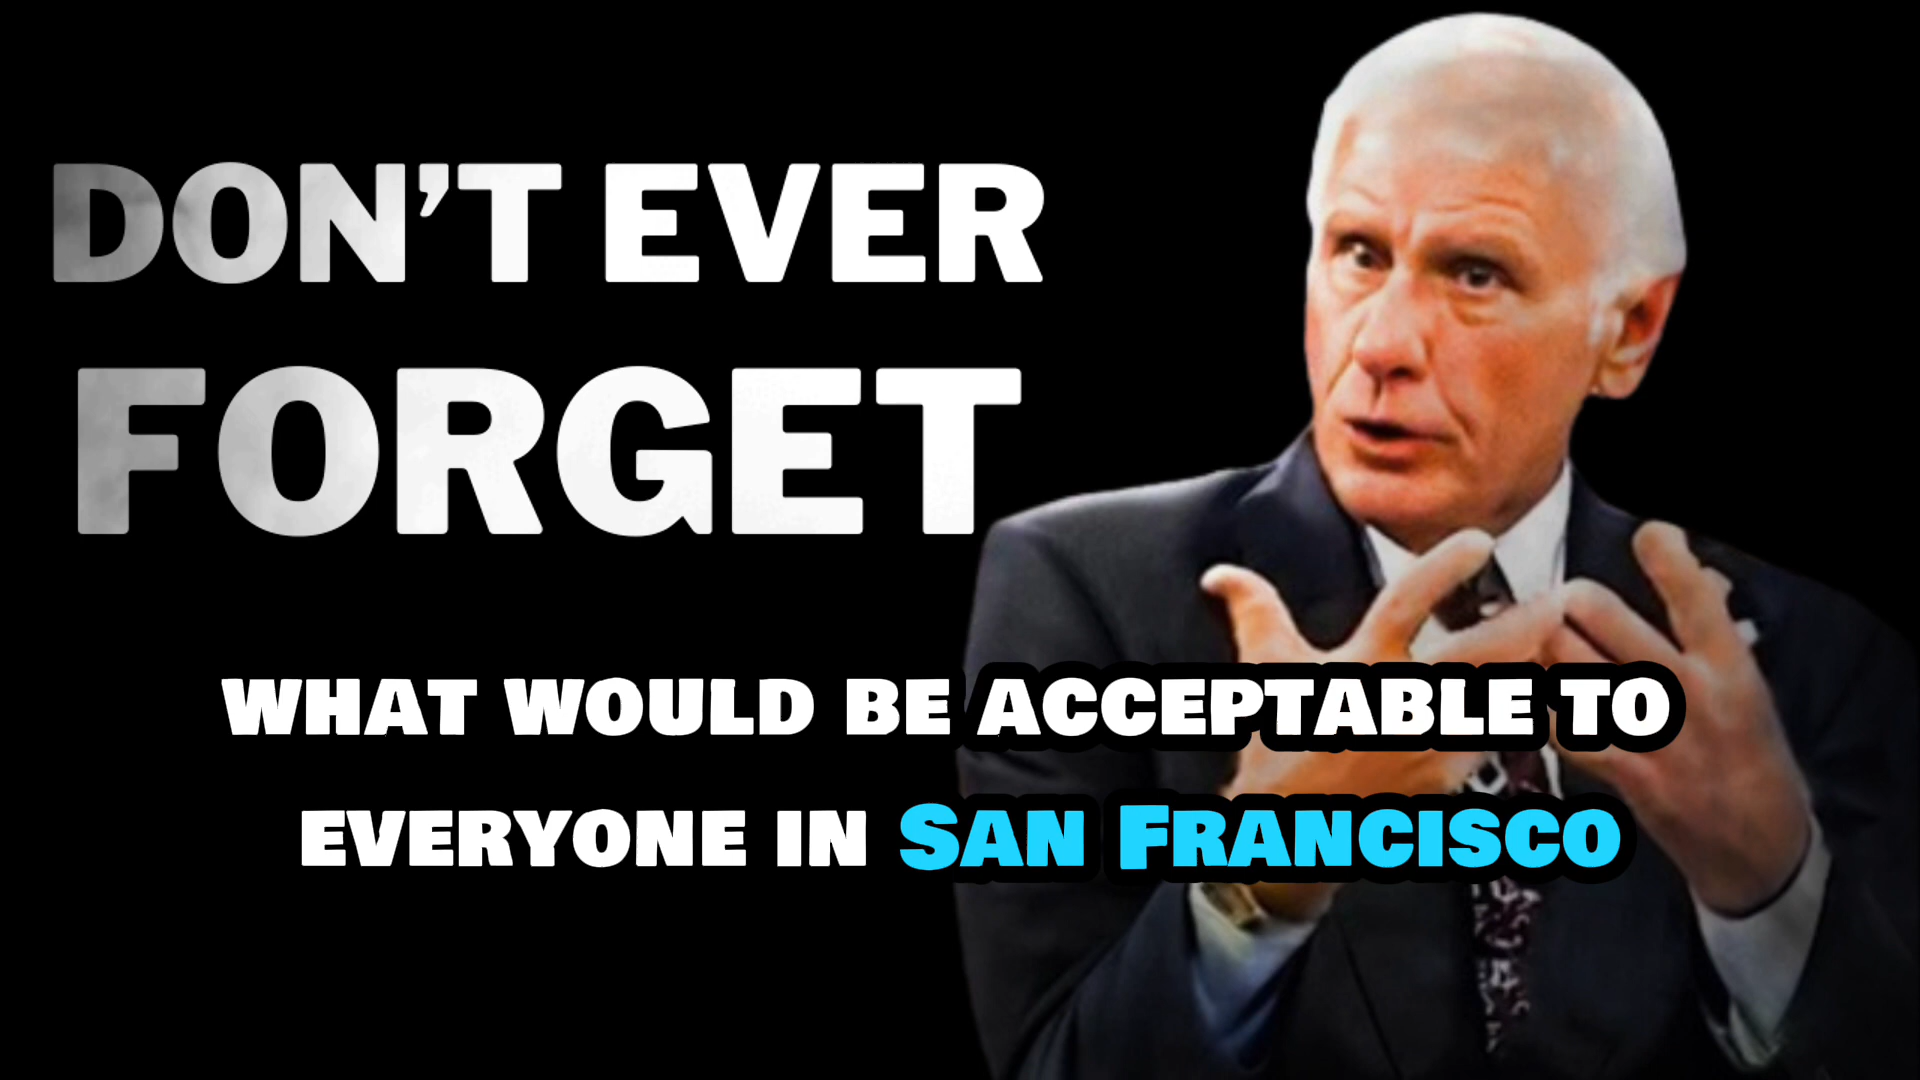 DON'T EVER
FORGET
WHAT WOULD BE ACCEPTABLE TO
EVERYONE IN SAN FRANCISCO